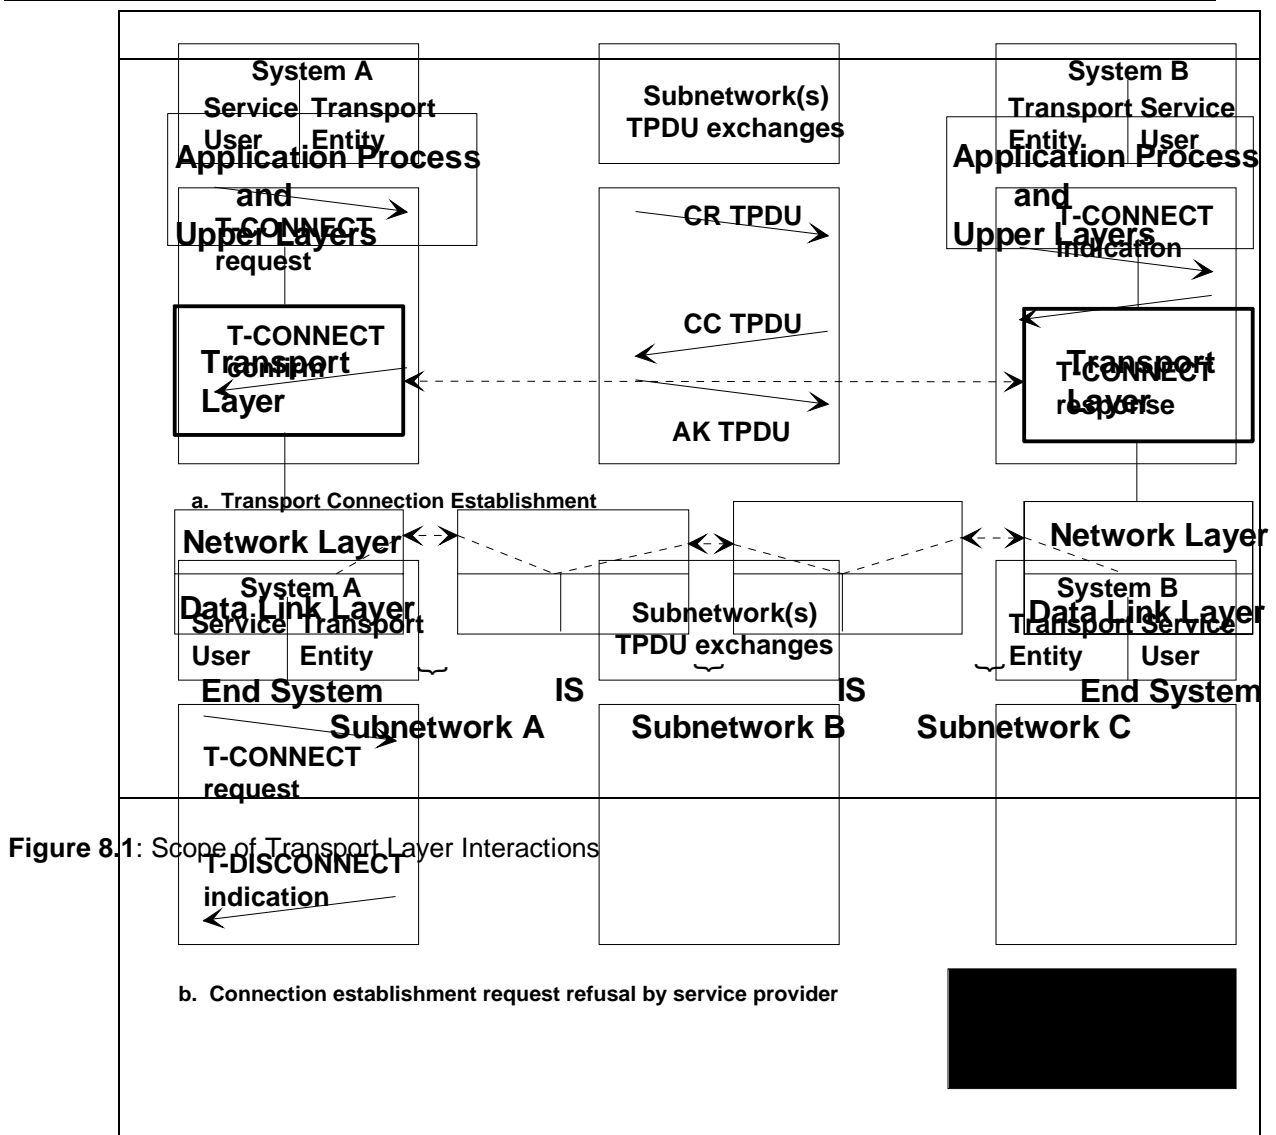 System A
Service Transport
User Entity
Subnetwork(s)
TPDU exchanges
System B
Transport Service
Entity User
Application Process
and
Upper Layers
Application Process
and
Upper Layers
T-CONNECT
request
CR TPDU
T-CONNECT
indication
T-CONNECT
confirm
Transport
Layer
CC TPDU
Transport
Layer
T-CONNECT
response
AK TPDU
a. Transport Connection Establishment
Network Layer
Network Layer
Data Link Layer
Data Link Layer
System A
Service Transport
User Entity
Subnetwork(s)
TPDU exchanges
System B
Transport Service
Entity User
End System
IS
IS
End System
Subnetwork A
Subnetwork B
Subnetwork C
T-CONNECT
request
Figure 8.1: Scope of Transport Layer Interactions
T-DISCONNECT
indication
b. Connection establishment request refusal by service provider